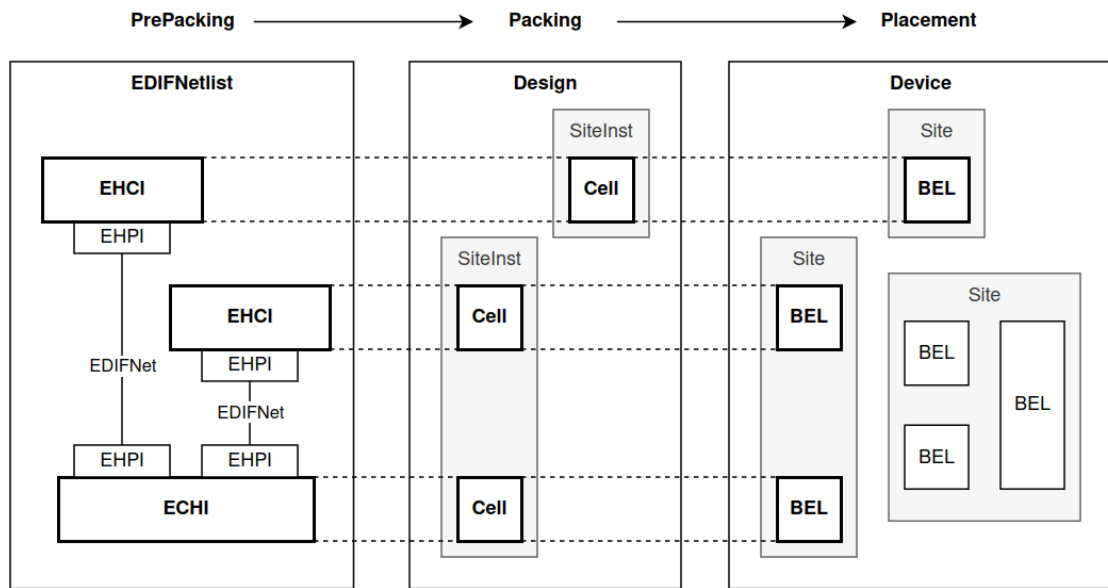 PrePacking
Packing
Placement
EDIFNetlist
Design
Device
SiteInst
Site
EHCI
Cell
BEL
EHPI
SiteInst
Site
EHCI
Cell
BEL
Site
EHPI
BEL
BEL
EDIFNet
EDIFNet
BEL
EHPI
EHPI
ECHI
Cell
BEL